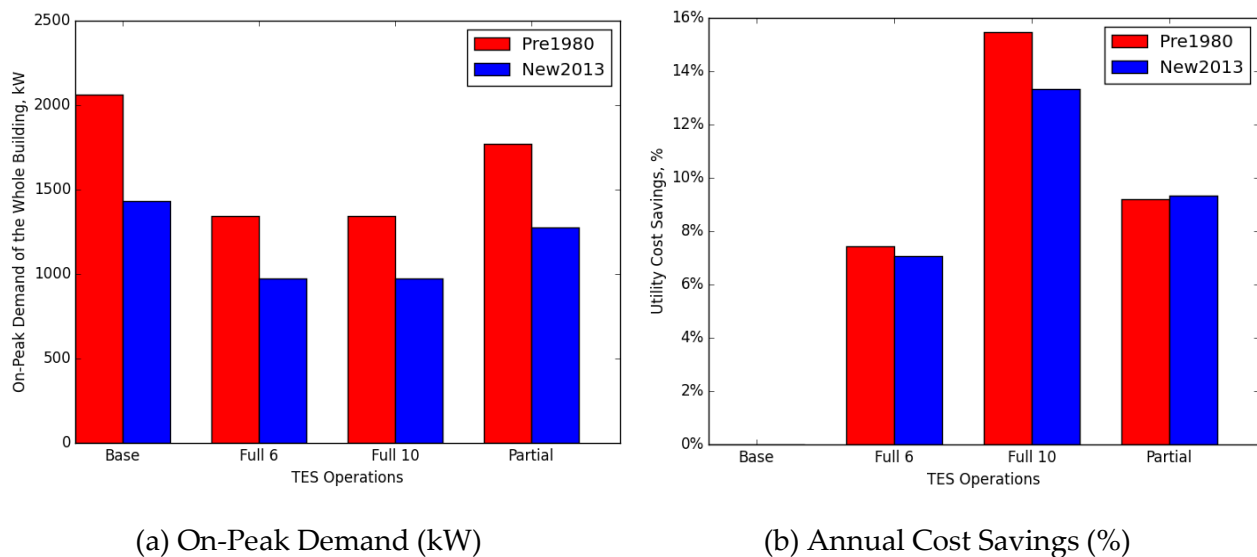 2500
2000
1500
1000
500
0
On-Peak Demand of the Whole Building, kW
Pre1980
New2013
Base Full 6 Full 10 Partial
TES Operations
(a) On-Peak Demand (kW)
16%
14%
12%
10%
8%
6%
4%
2%
0%
Utility Cost Savings, %
Pre1980
New2013
Base Full 6 Full 10 Partial
TES Operations
(b) Annual Cost Savings (%)